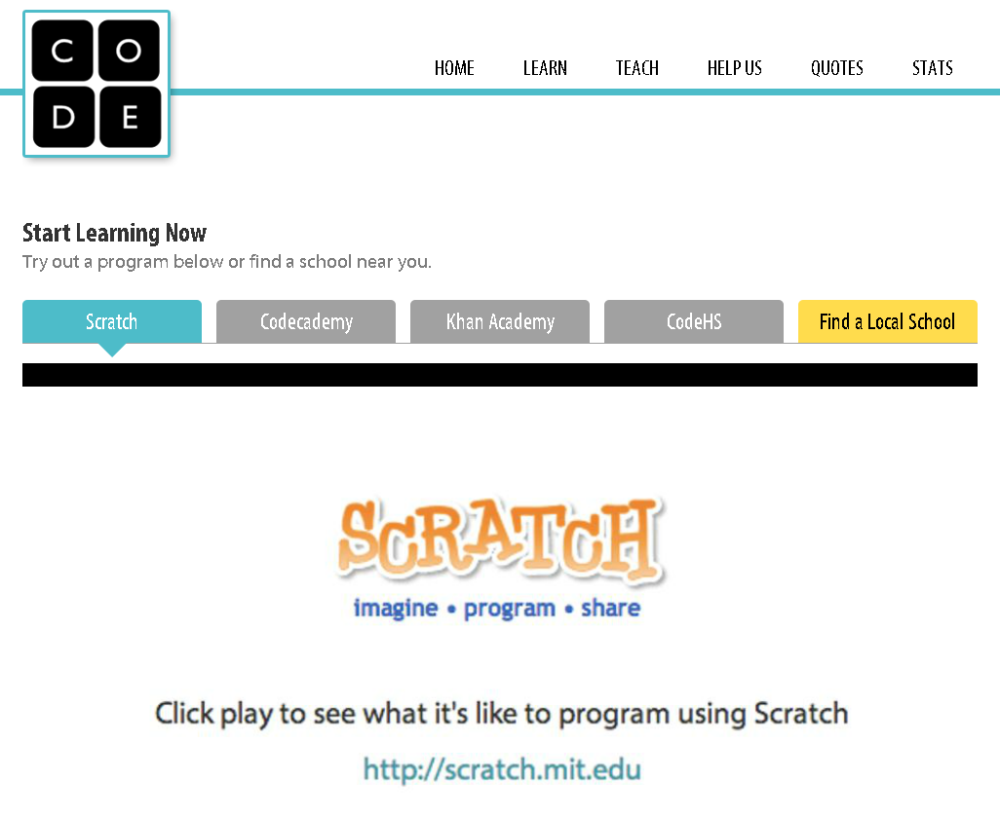 C O
D E
HOME LEARN TEACH HELP US QUOTES STATS
Start Learning Now
Try out a program below or find a school near you.
Scratch Codecademy Khan Academy CodeHS Find a Local School
SCRATCH
imagine • program • share
Click play to see what it's like to program using Scratch
http://scratch.mit.edu